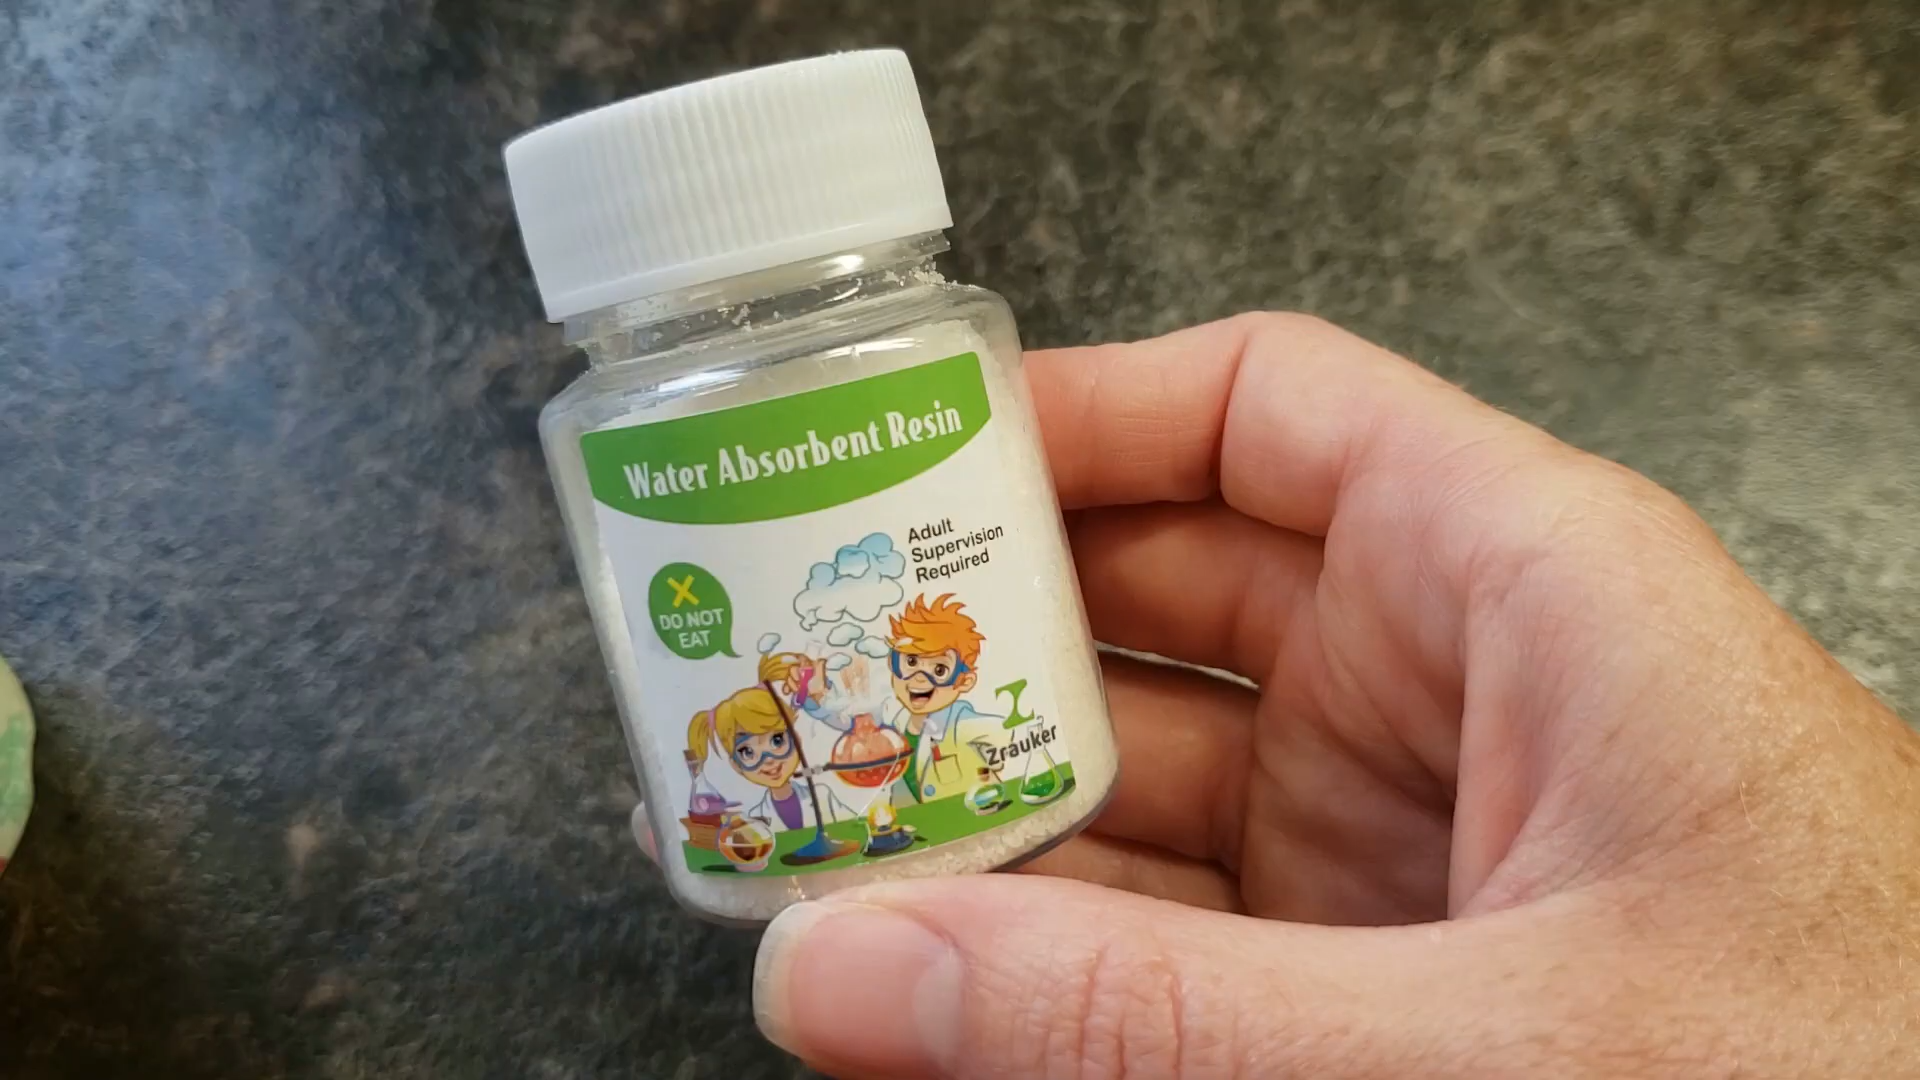 Water Absorbent Resin
Adult
Supervision
Required
X
DO NOT
EAT
Z
Zrauker